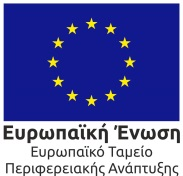 Ευρωπαϊκή Ένωση
Ευρωπαϊκό Ταμείο
Περιφερειακής Ανάπτυξης